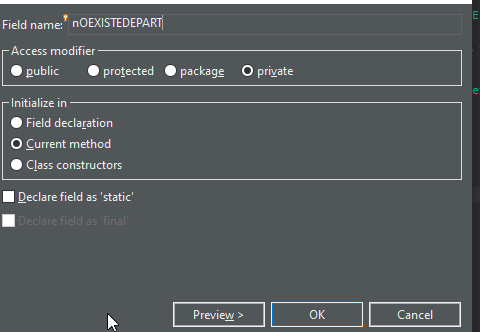 Field name: nOEXISTEDEPART
Access modifier
public protected package private
Initialize in
Field declaration
Current method
Class constructors
Declare field as 'static'
Declare field as 'final'
Preview > OK Cancel